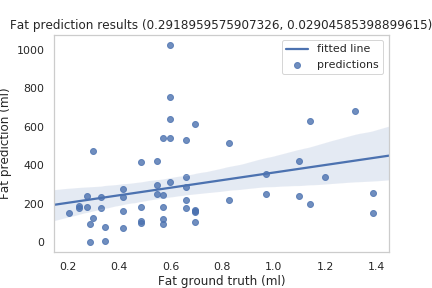 Fat prediction results (0.2918959575907326, 0.02904585398899615)
fitted line
predictions
Fat prediction (ml)
1000
800
600
400
200
0
0.2 0.4 0.6 0.8 1.0 1.2 1.4
Fat ground truth (ml)